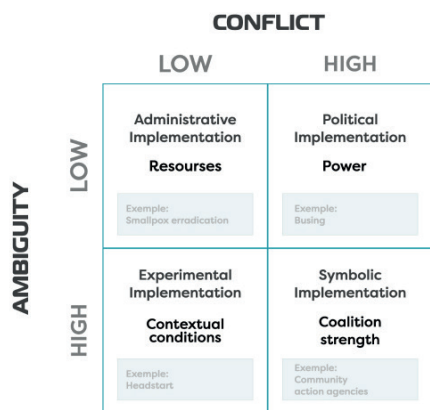 CONFLICT
LOW
HIGH
AMBIGUITY
LOW
Administrative
Implementation
Resourses
Exemple:
Smallpox erradication
Political
Implementation
Power
Exemple:
Busing
HIGH
Experimental
Implementation
Contextual
conditions
Exemple:
Headstart
Symbolic
Implementation
Coalition
strength
Exemple:
Community
action agencies